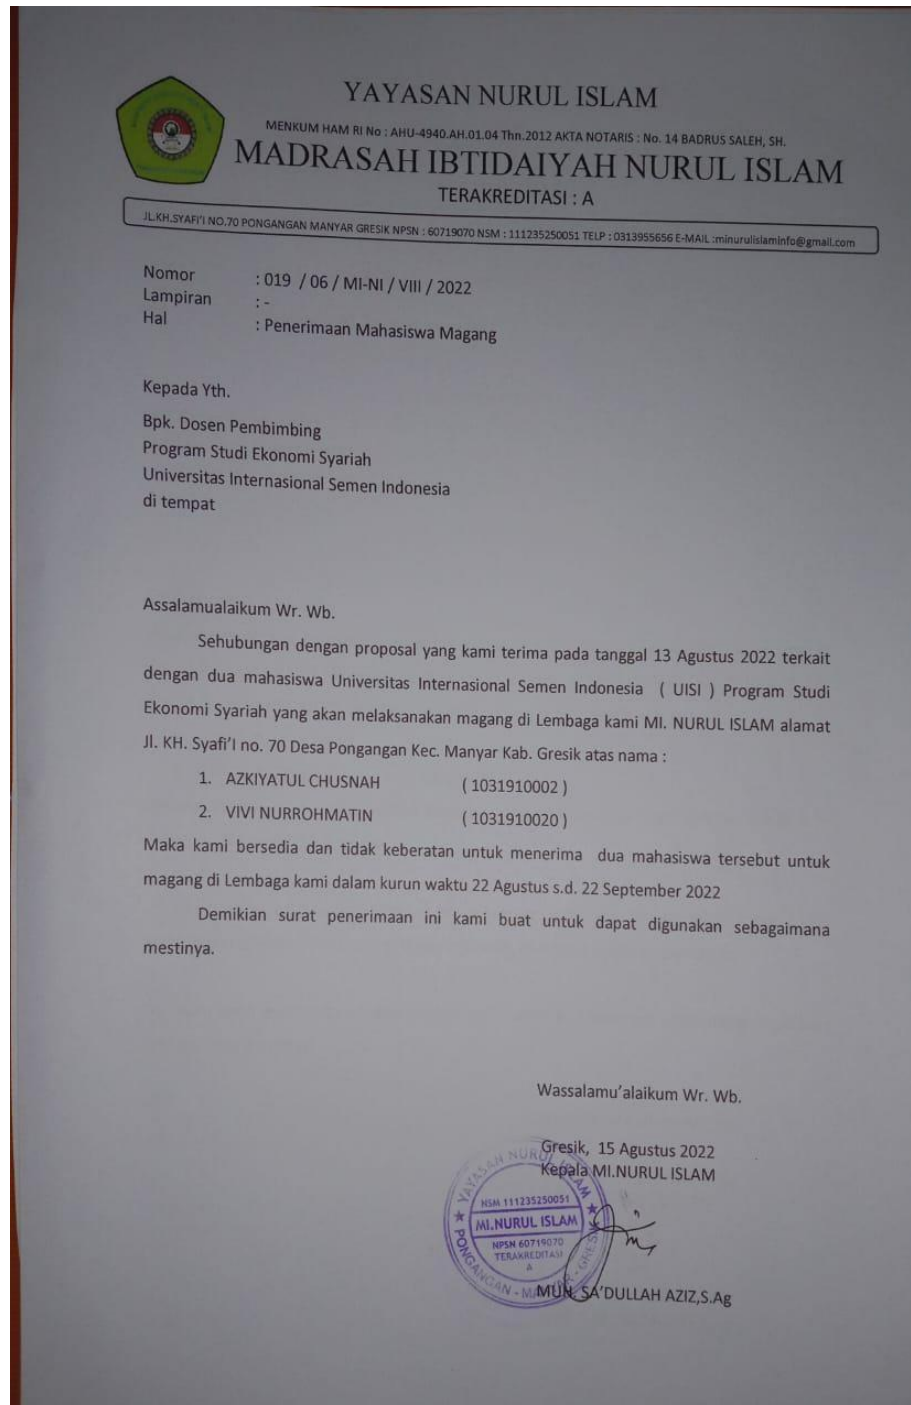 YAYASAN NURUL ISLAM
MENKUM HAM RI No : AHU-4940.AH.01.04 Thn.2012 AKTA NOTARIS : No. 14 BADRUS SALEH, SH.
MADRASAH IBTIDAIYAH NURUL ISLAM
TERAKREDITASI : A
JL.KH.SYAFI'I NO.70 PONGANGAN MANYAR GRESIK NPSN : 60719070 NSM : 111235250051 TELP : 0313955656 E-MAIL :minurulislaminfo@gmail.com
Nomor : 019 / 06 / MI-NI / VIII / 2022
Lampiran : -
Hal : Penerimaan Mahasiswa Magang
Kepada Yth.
Bpk. Dosen Pembimbing
Program Studi Ekonomi Syariah
Universitas Internasional Semen Indonesia
di tempat
Assalamualaikum Wr. Wb.
Sehubungan dengan proposal yang kami terima pada tanggal 13 Agustus 2022 terkait
dengan dua mahasiswa Universitas Internasional Semen Indonesia ( UISI ) Program Studi
Ekonomi Syariah yang akan melaksanakan magang di Lembaga kami MI. NURUL ISLAM alamat
Jl. KH. Syafi'I no. 70 Desa Pongangan Kec. Manyar Kab. Gresik atas nama :
1. AZKIYATUL CHUSNAH ( 1031910002 )
2. VIVI NURROHMATIN ( 1031910020 )
Maka kami bersedia dan tidak keberatan untuk menerima dua mahasiswa tersebut untuk
magang di Lembaga kami dalam kurun waktu 22 Agustus s.d. 22 September 2022
Demikian surat penerimaan ini kami buat untuk dapat digunakan sebagaimana
mestinya.
Wassalamu'alaikum Wr. Wb.
Gresik, 15 Agustus 2022
Kepala MI.NURUL ISLAM
YAYASAN NURUL ISLAM
NSM 111235250051
MI.NURUL ISLAM
NPSN 60719070
TERAKREDITASI
A
PONGANGAN - MANYAR - GRESIK
MUH. SA'DULLAH AZIZ,S.Ag